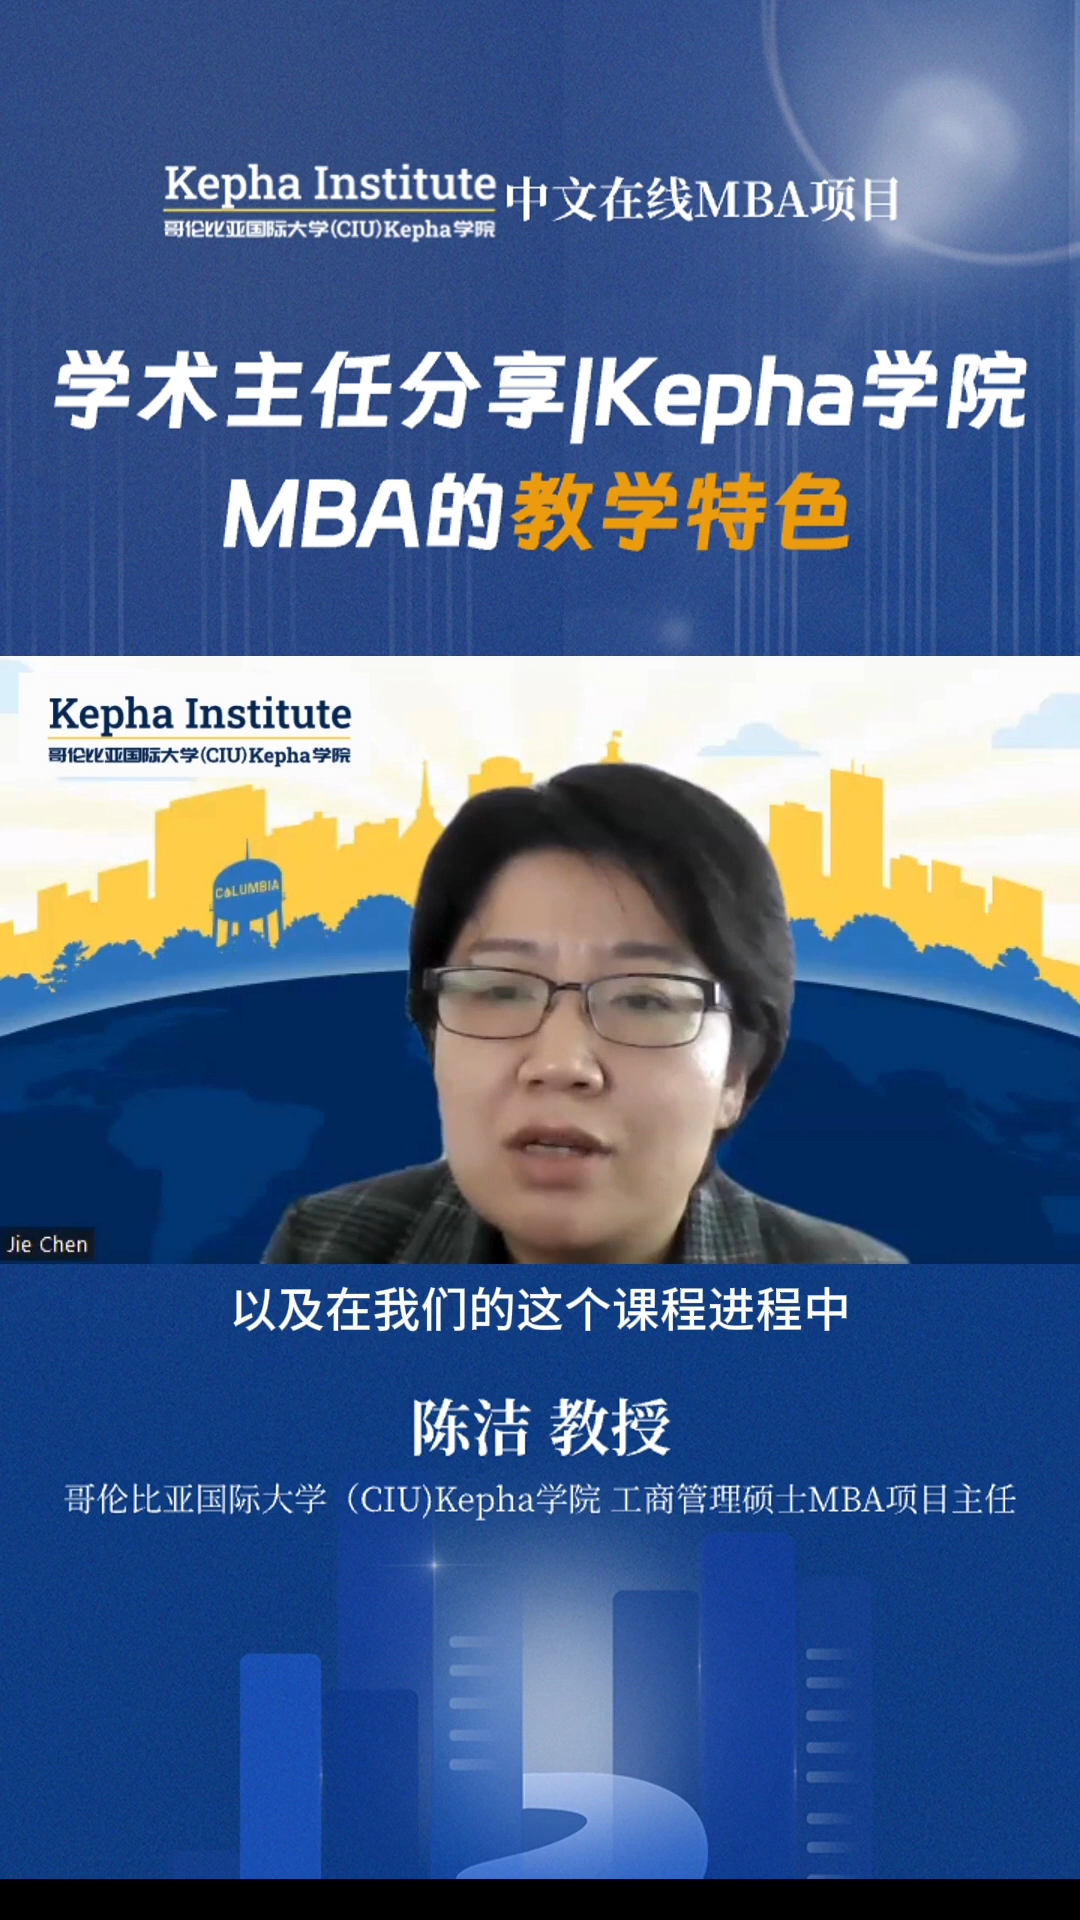 Kepha Institute
哥伦比亚国际大学(CIU)Kepha学院
中文在线MBA项目
学术主任分享|Kepha学院
MBA的教学特色
Kepha Institute
哥伦比亚国际大学(CIU)Kepha学院
COLUMBIA
Jie Chen
以及在我们的这个课程进程中
陈洁 教授
哥伦比亚国际大学（CIU)Kepha学院 工商管理硕士MBA项目主任